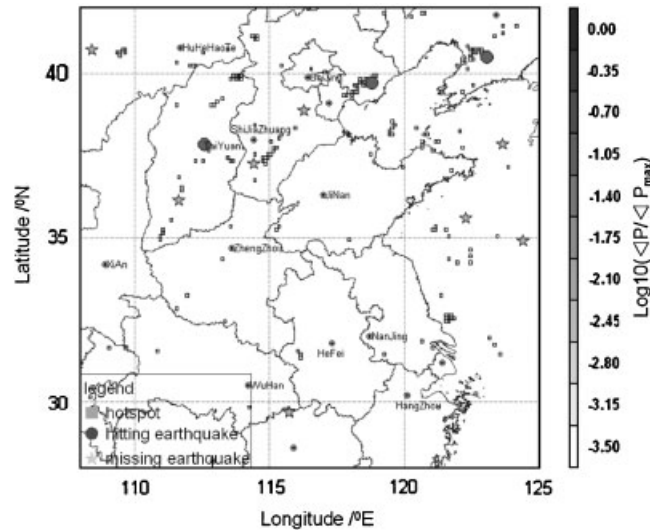 HuHeHaoTe
BeiJing
ShiJiaZhuang
TaiYuan
JiNan
ZhengZhou
XiAn
NanJing
HeFei
WuHan
HangZhou
40
35
30
Latitude /ºN
legend
hotspot
hitting earthquake
missing earthquake
110 115 120 125
Longitude /ºE
0.00
-0.35
-0.70
-1.05
-1.40
-1.75
-2.10
-2.45
-2.80
-3.15
-3.50
Log10(◁P/◁ Pmax)